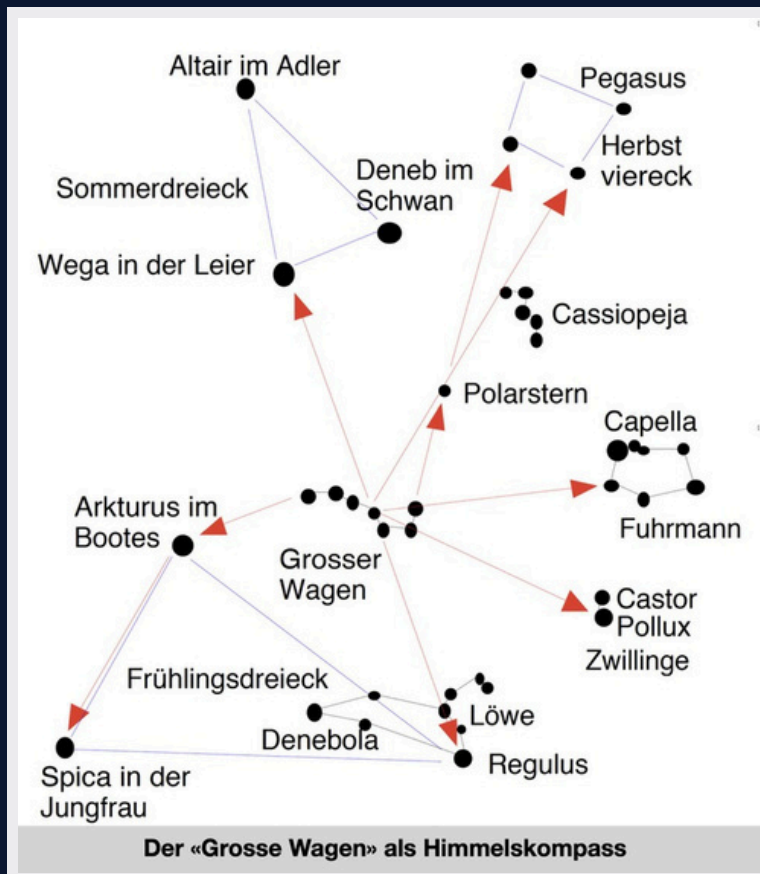 Altair im Adler
Pegasus
Herbst
viereck
Deneb im
Schwan
Sommerdreieck
Wega in der Leier
Cassiopeja
Polarstern
Capella
Fuhrmann
Arkturus im
Bootes
Grosser
Wagen
Castor
Pollux
Zwillinge
Frühlingsdreieck
Löwe
Denebola
Regulus
Spica in der
Jungfrau
Der «Grosse Wagen» als Himmelskompass